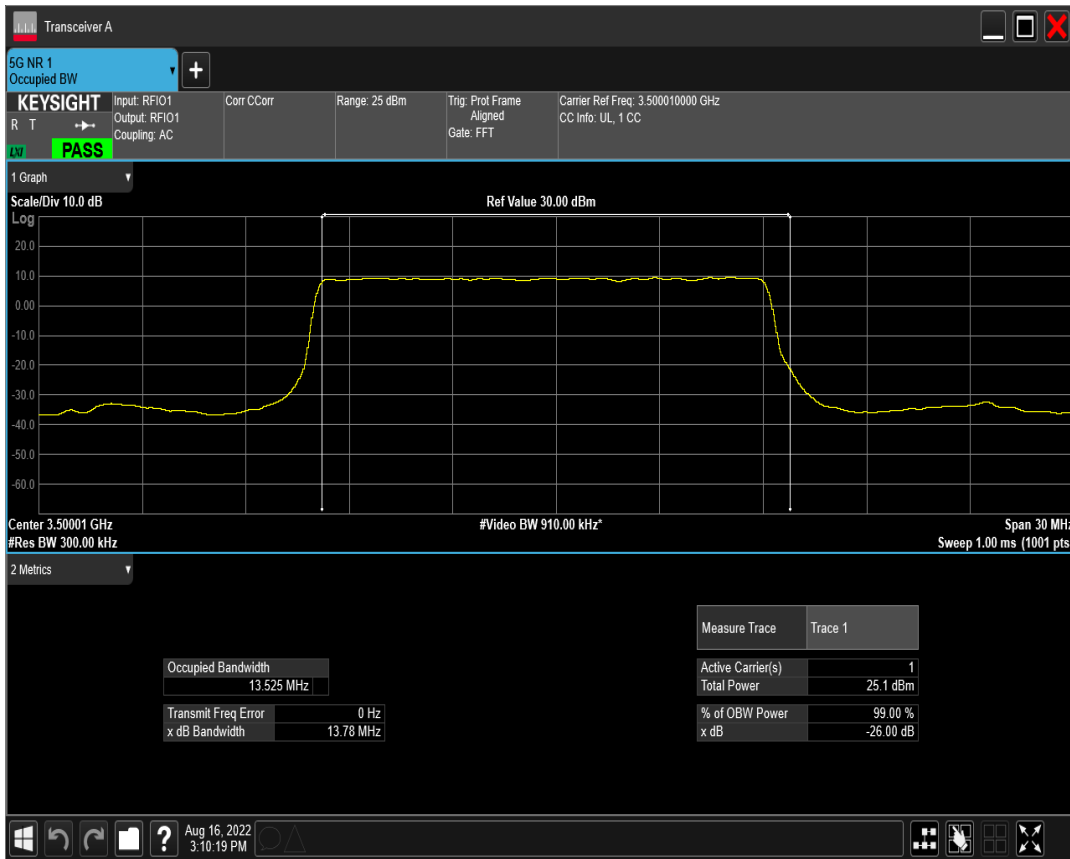 Transceiver A
5G NR 1
Occupied BW
+
KEYSIGHT
R T
LXI
PASS
Input: RFIO1
Output: RFIO1
Coupling: AC
Corr CCorr
Range: 25 dBm
Trig: Prot Frame
Aligned
Gate: FFT
Carrier Ref Freq: 3.500010000 GHz
CC Info: UL, 1 CC
1 Graph
Scale/Div 10.0 dB
Ref Value 30.00 dBm
Log
20.0
10.0
0.00
-10.0
-20.0
-30.0
-40.0
-50.0
-60.0
Center 3.50001 GHz
#Video BW 910.00 kHz*
Span 30 MHz
#Res BW 300.00 kHz
Sweep 1.00 ms (1001 pts
2 Metrics
Measure Trace Trace 1
Occupied Bandwidth
13.525 MHz
Active Carrier(s) 1
Total Power 25.1 dBm
Transmit Freq Error 0 Hz
x dB Bandwidth 13.78 MHz
% of OBW Power 99.00 %
x dB -26.00 dB
?
Aug 16, 2022
3:10:19 PM